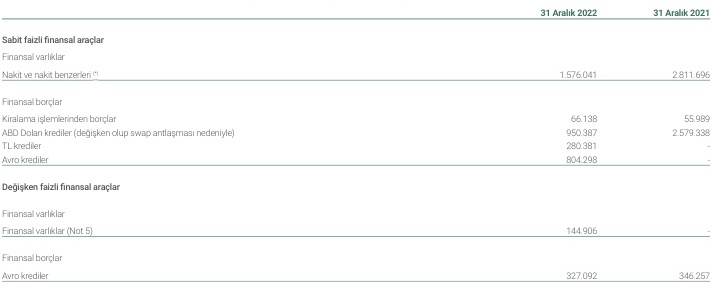 31 Aralık 2022 31 Aralık 2021
Sabit faizli finansal araçlar
Finansal varlıklar
Nakit ve nakit benzerleri (*) 1.576.041 2.811.696
Finansal borçlar
Kiralama işlemlerinden borçlar 66.138 55.989
ABD Doları krediler (değişken olup swap antlaşması nedeniyle) 950.387 2.579.338
TL krediler 280.381 -
Avro krediler 804.298 -
Değişken faizli finansal araçlar
Finansal varlıklar
Finansal varlıklar (Not 5) 144.906 -
Finansal borçlar
Avro krediler 327.092 346.257